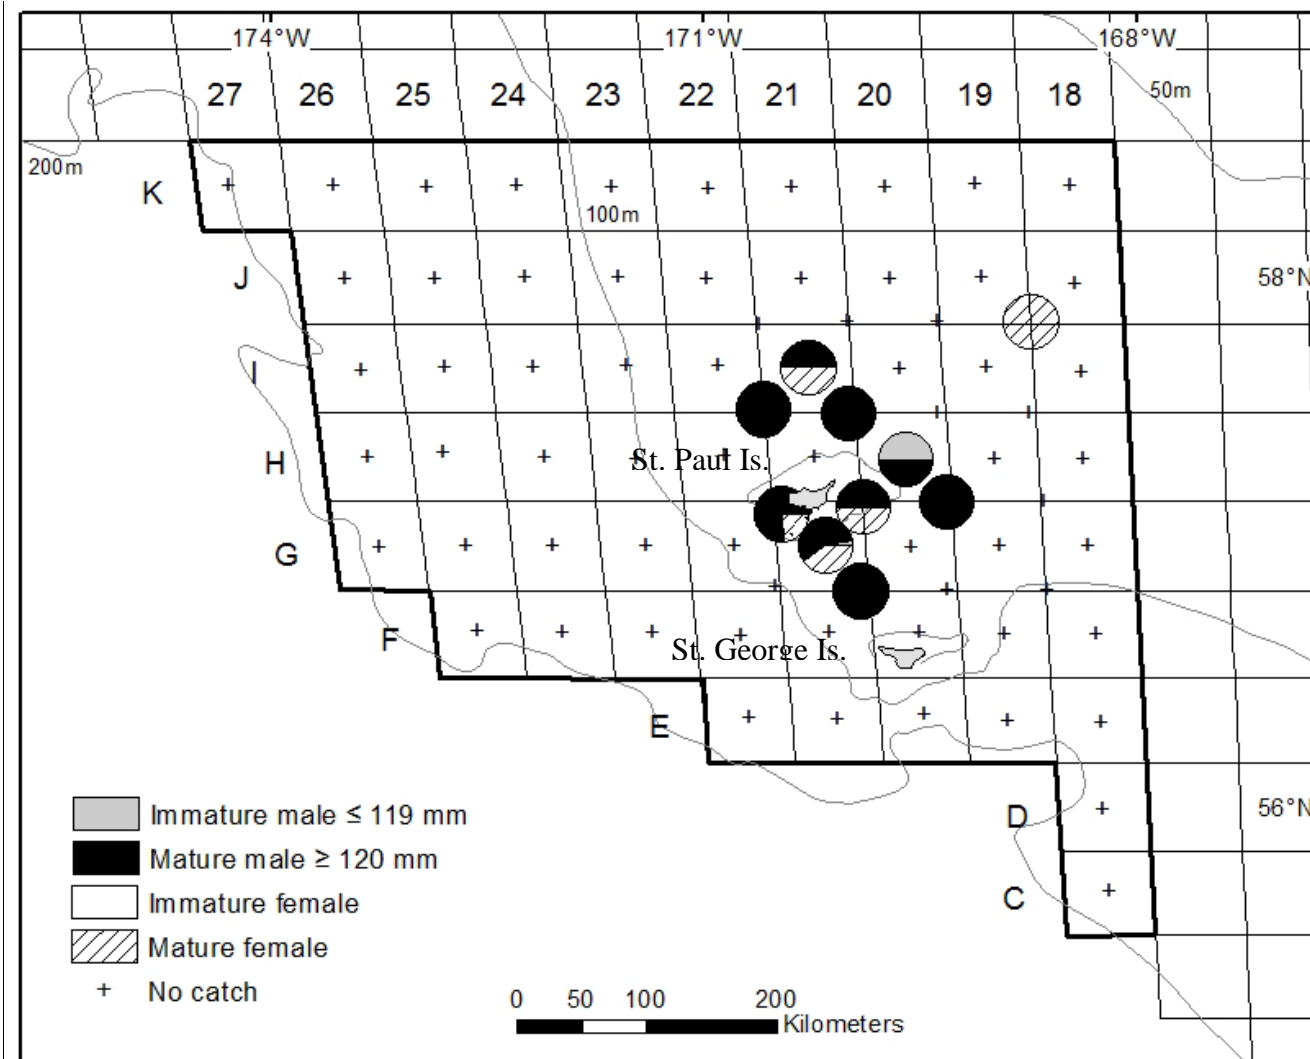 174°W 171°W 168°W
27 26 25 24 23 22 21 20 19 18
50m
200m
K
100m
J
58°N
I
H
St. Paul Is.
G
F
St. George Is.
E
D
56°N
C
Immature male ≤ 119 mm
Mature male ≥ 120 mm
Immature female
Mature female
+ No catch
0 50 100 200
Kilometers